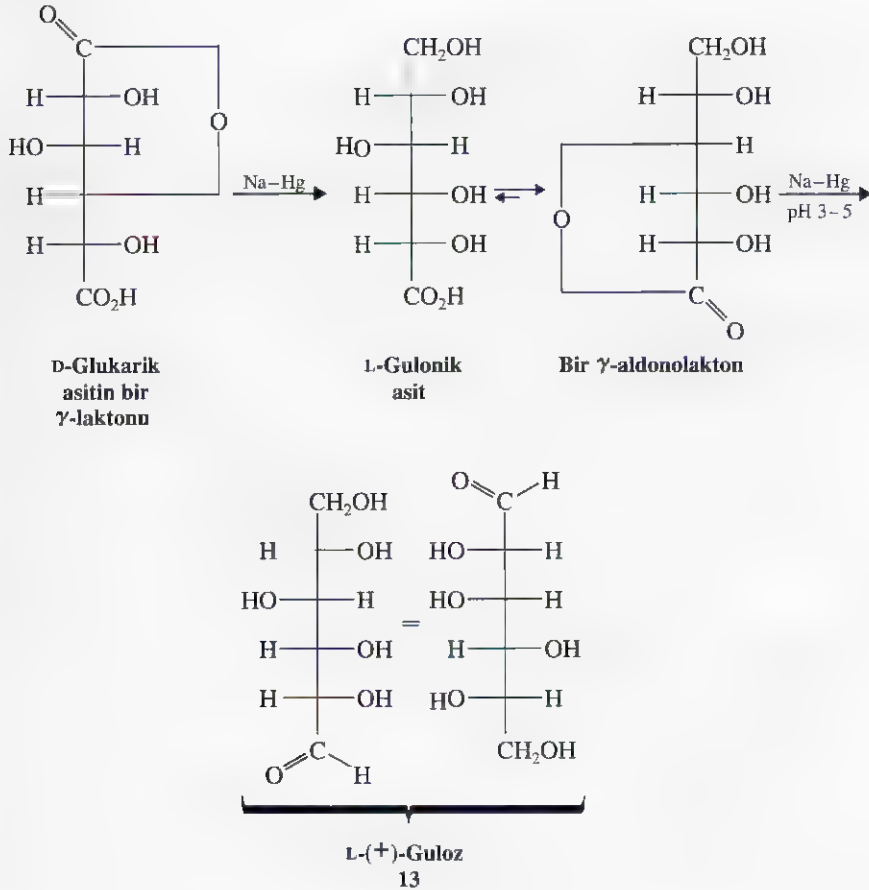 O
C
H OH
HO H
O
H
H OH
CO₂H
D-Glukarik
asitin bir
γ-laktonu
Na–Hg
CH₂OH
H OH
HO H
H OH
H OH
CO₂H
L-Gulonik
asit
CH₂OH
H OH
H
H OH
O
H OH
C
O
Bir γ-aldonolakton
Na–Hg
pH 3–5
CH₂OH
H OH
HO H
H OH
H OH
C
O H
=
O H
C
HO H
HO H
H OH
HO H
CH₂OH
L-(+)-Guloz
13